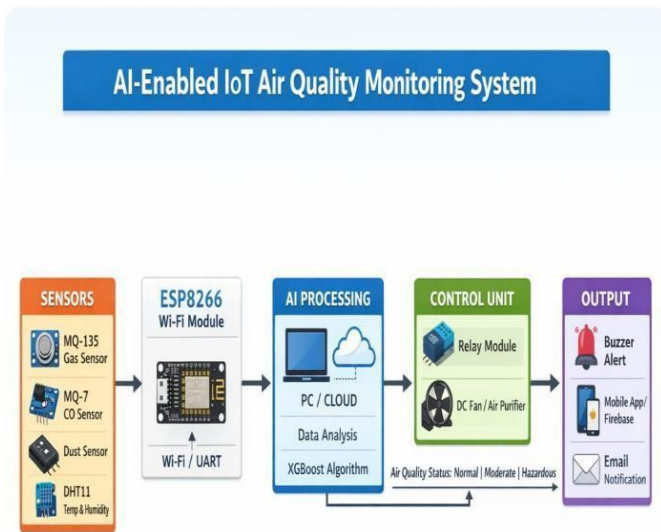 AI-Enabled IoT Air Quality Monitoring System
SENSORS
MQ-135
Gas Sensor
MQ-7
CO Sensor
Dust Sensor
DHT11
Temp & Humidity
ESP8266
Wi-Fi Module
Wi-Fi / UART
AI PROCESSING
PC / CLOUD
Data Analysis
XGBoost Algorithm
CONTROL UNIT
Relay Module
DC Fan / Air Purifier
Air Quality Status: Normal | Moderate | Hazardous
OUTPUT
Buzzer
Alert
Mobile App/
Firebase
Email
Notification